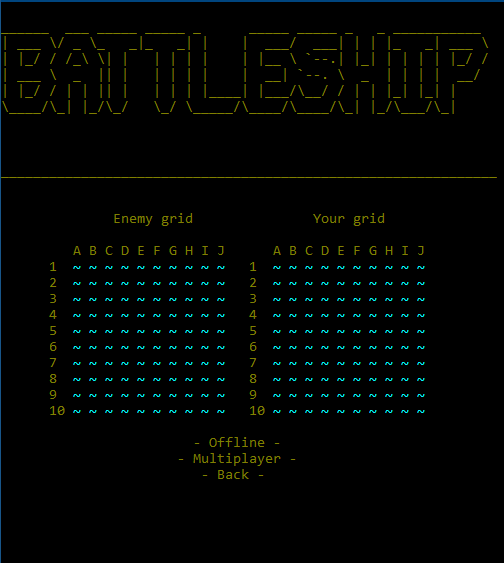 BATTLESHIP
Enemy grid Your grid
A B C D E F G H I J A B C D E F G H I J
1 ~ ~ ~ ~ ~ ~ ~ ~ ~ ~ 1 ~ ~ ~ ~ ~ ~ ~ ~ ~ ~
2 ~ ~ ~ ~ ~ ~ ~ ~ ~ ~ 2 ~ ~ ~ ~ ~ ~ ~ ~ ~ ~
3 ~ ~ ~ ~ ~ ~ ~ ~ ~ ~ 3 ~ ~ ~ ~ ~ ~ ~ ~ ~ ~
4 ~ ~ ~ ~ ~ ~ ~ ~ ~ ~ 4 ~ ~ ~ ~ ~ ~ ~ ~ ~ ~
5 ~ ~ ~ ~ ~ ~ ~ ~ ~ ~ 5 ~ ~ ~ ~ ~ ~ ~ ~ ~ ~
6 ~ ~ ~ ~ ~ ~ ~ ~ ~ ~ 6 ~ ~ ~ ~ ~ ~ ~ ~ ~ ~
7 ~ ~ ~ ~ ~ ~ ~ ~ ~ ~ 7 ~ ~ ~ ~ ~ ~ ~ ~ ~ ~
8 ~ ~ ~ ~ ~ ~ ~ ~ ~ ~ 8 ~ ~ ~ ~ ~ ~ ~ ~ ~ ~
9 ~ ~ ~ ~ ~ ~ ~ ~ ~ ~ 9 ~ ~ ~ ~ ~ ~ ~ ~ ~ ~
10 ~ ~ ~ ~ ~ ~ ~ ~ ~ ~ 10 ~ ~ ~ ~ ~ ~ ~ ~ ~ ~
- Offline -
- Multiplayer -
- Back -